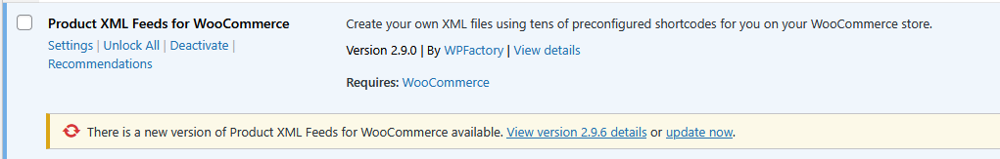 Product XML Feeds for WooCommerce
Settings | Unlock All | Deactivate |
Recommendations
Create your own XML files using tens of preconfigured shortcodes for you on your WooCommerce store.
Version 2.9.0 | By WPFactory | View details
Requires: WooCommerce
There is a new version of Product XML Feeds for WooCommerce available. View version 2.9.6 details or update now.